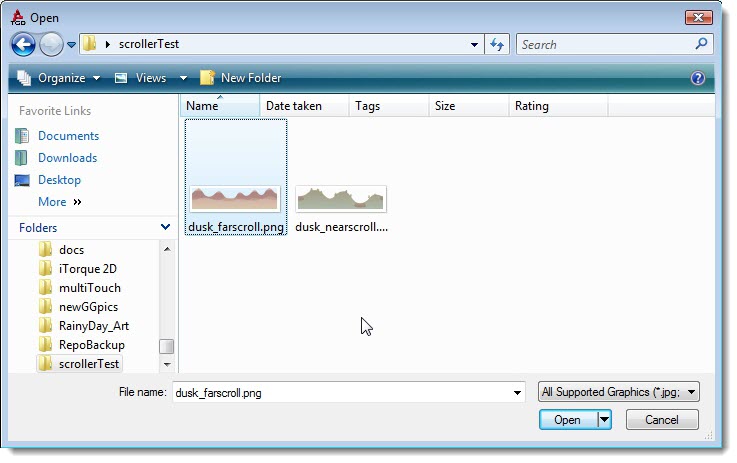 Open
scrollerTest
Search
Organize Views New Folder
Favorite Links
Name Date taken Tags Size Rating
Documents
Downloads
Desktop
More »
Folders
docs
iTorque 2D
multiTouch
newGGpics
RainyDay_Art
RepoBackup
scrollerTest
dusk_farscroll.png dusk_nearscroll....
File name: dusk_farscroll.png All Supported Graphics (*.jpg;
Open Cancel